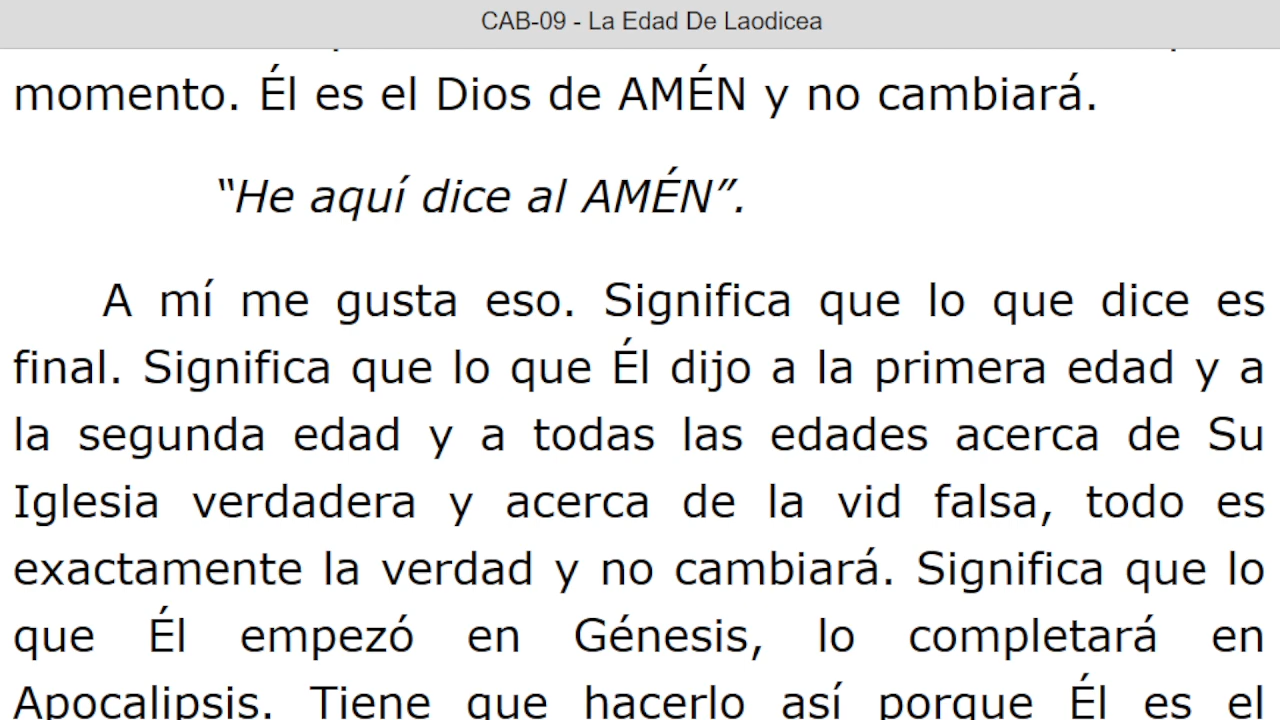 CAB-09 - La Edad De Laodicea
momento. Él es el Dios de AMÉN y no cambiará.
“He aquí dice al AMÉN”.
A mí me gusta eso. Significa que lo que dice es
final. Significa que lo que Él dijo a la primera edad y a
la segunda edad y a todas las edades acerca de Su
Iglesia verdadera y acerca de la vid falsa, todo es
exactamente la verdad y no cambiará. Significa que lo
que Él empezó en Génesis, lo completará en
Apocalipsis. Tiene que hacerlo así porque Él es el